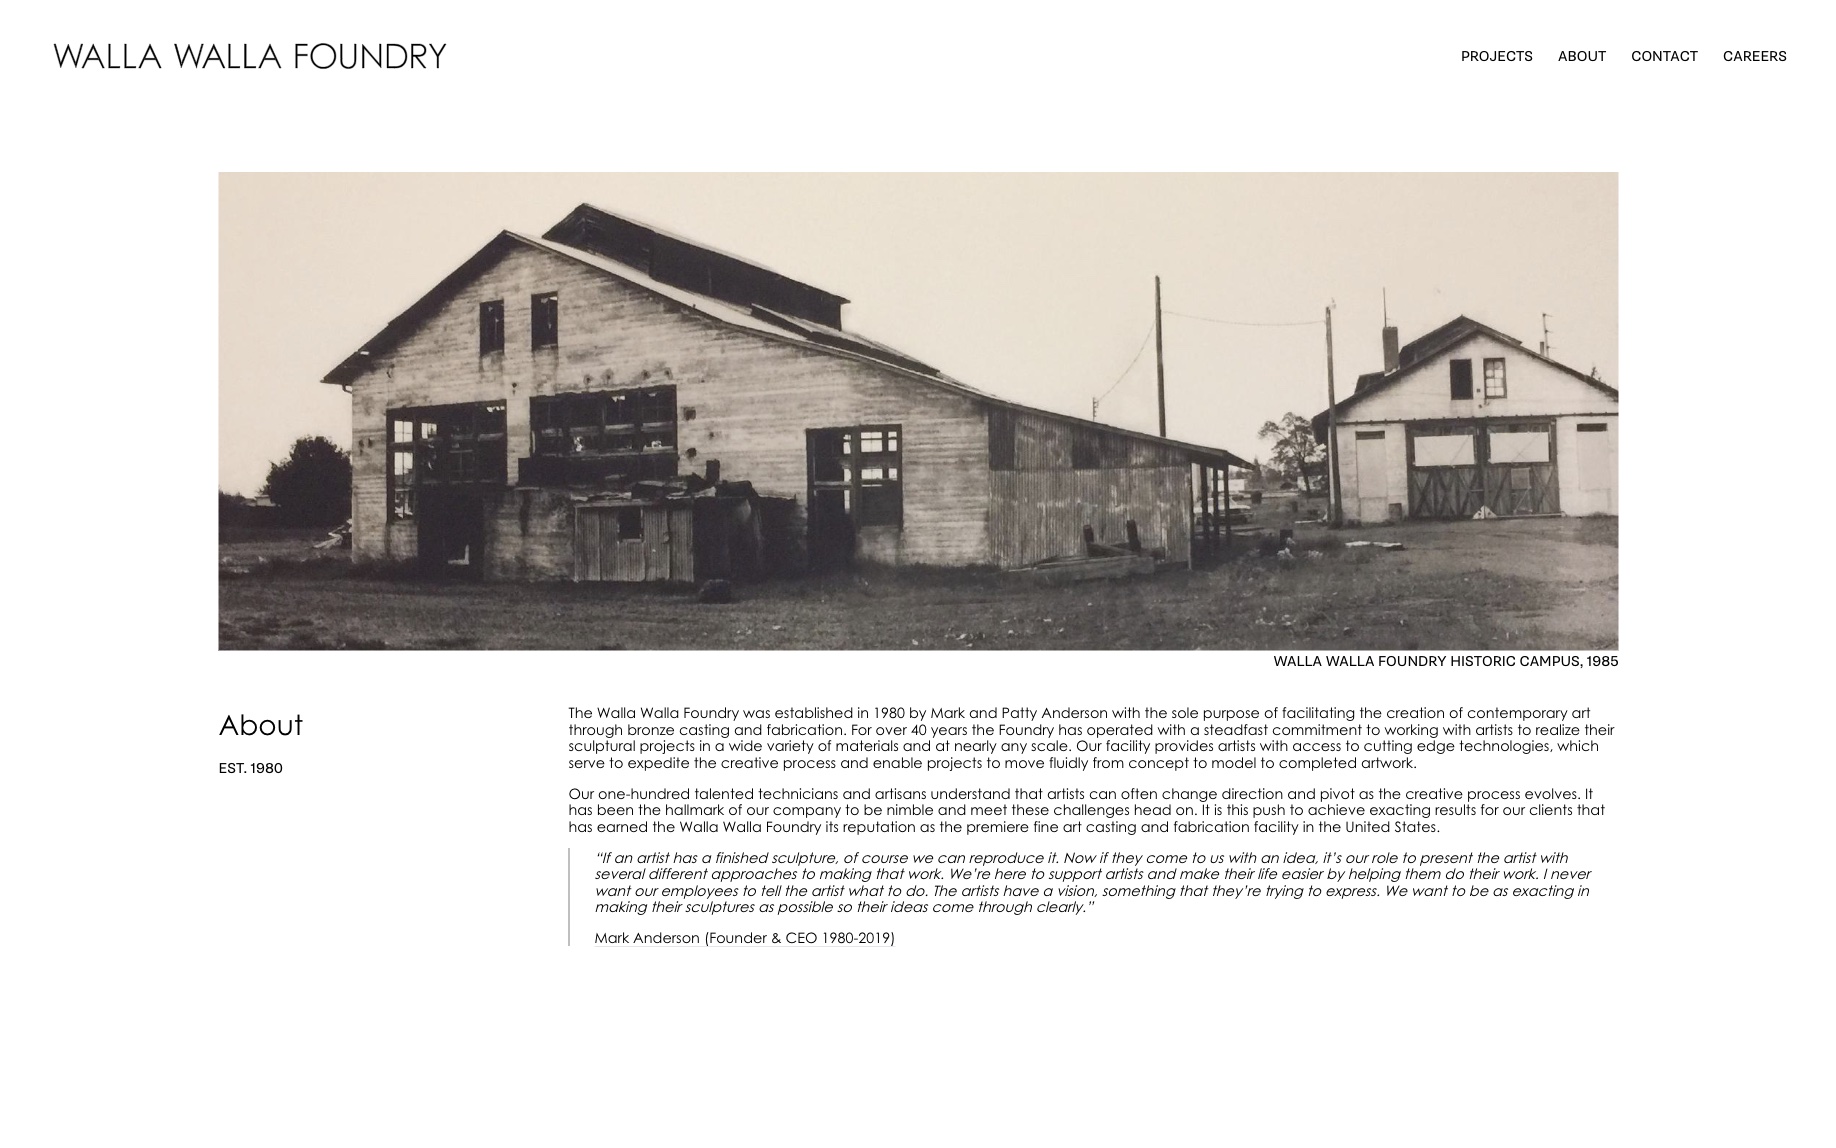 WALLA WALLA FOUNDRY
PROJECTS ABOUT CONTACT CAREERS
WALLA WALLA FOUNDRY HISTORIC CAMPUS, 1985
About
EST. 1980
The Walla Walla Foundry was established in 1980 by Mark and Patty Anderson with the sole purpose of facilitating the creation of contemporary art
through bronze casting and fabrication. For over 40 years the Foundry has operated with a steadfast commitment to working with artists to realize their
sculptural projects in a wide variety of materials and at nearly any scale. Our facility provides artists with access to cutting edge technologies, which
serve to expedite the creative process and enable projects to move fluidly from concept to model to completed artwork.
Our one-hundred talented technicians and artisans understand that artists can often change direction and pivot as the creative process evolves. It
has been the hallmark of our company to be nimble and meet these challenges head on. It is this push to achieve exacting results for our clients that
has earned the Walla Walla Foundry its reputation as the premiere fine art casting and fabrication facility in the United States.
“If an artist has a finished sculpture, of course we can reproduce it. Now if they come to us with an idea, it’s our role to present the artist with
several different approaches to making that work. We’re here to support artists and make their life easier by helping them do their work. I never
want our employees to tell the artist what to do. The artists have a vision, something that they’re trying to express. We want to be as exacting in
making their sculptures as possible so their ideas come through clearly.”
Mark Anderson (Founder & CEO 1980-2019)